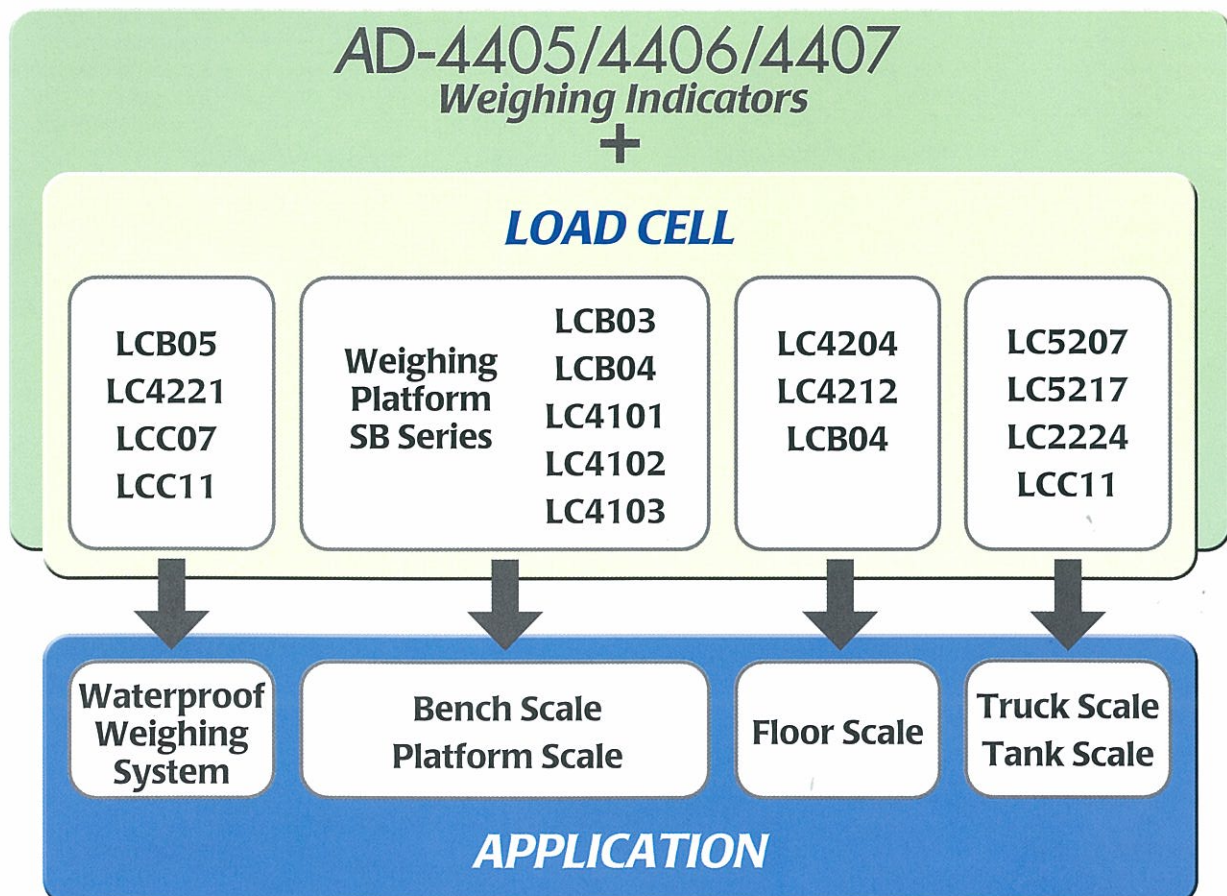 AD-4405/4406/4407
Weighing Indicators
+
LOAD CELL
LCB05
LC4221
LCC07
LCC11
Weighing
Platform
SB Series
LCB03
LCB04
LC4101
LC4102
LC4103
LC4204
LC4212
LCB04
LC5207
LC5217
LC2224
LCC11
Waterproof
Weighing
System
Bench Scale
Platform Scale
Floor Scale
Truck Scale
Tank Scale
APPLICATION